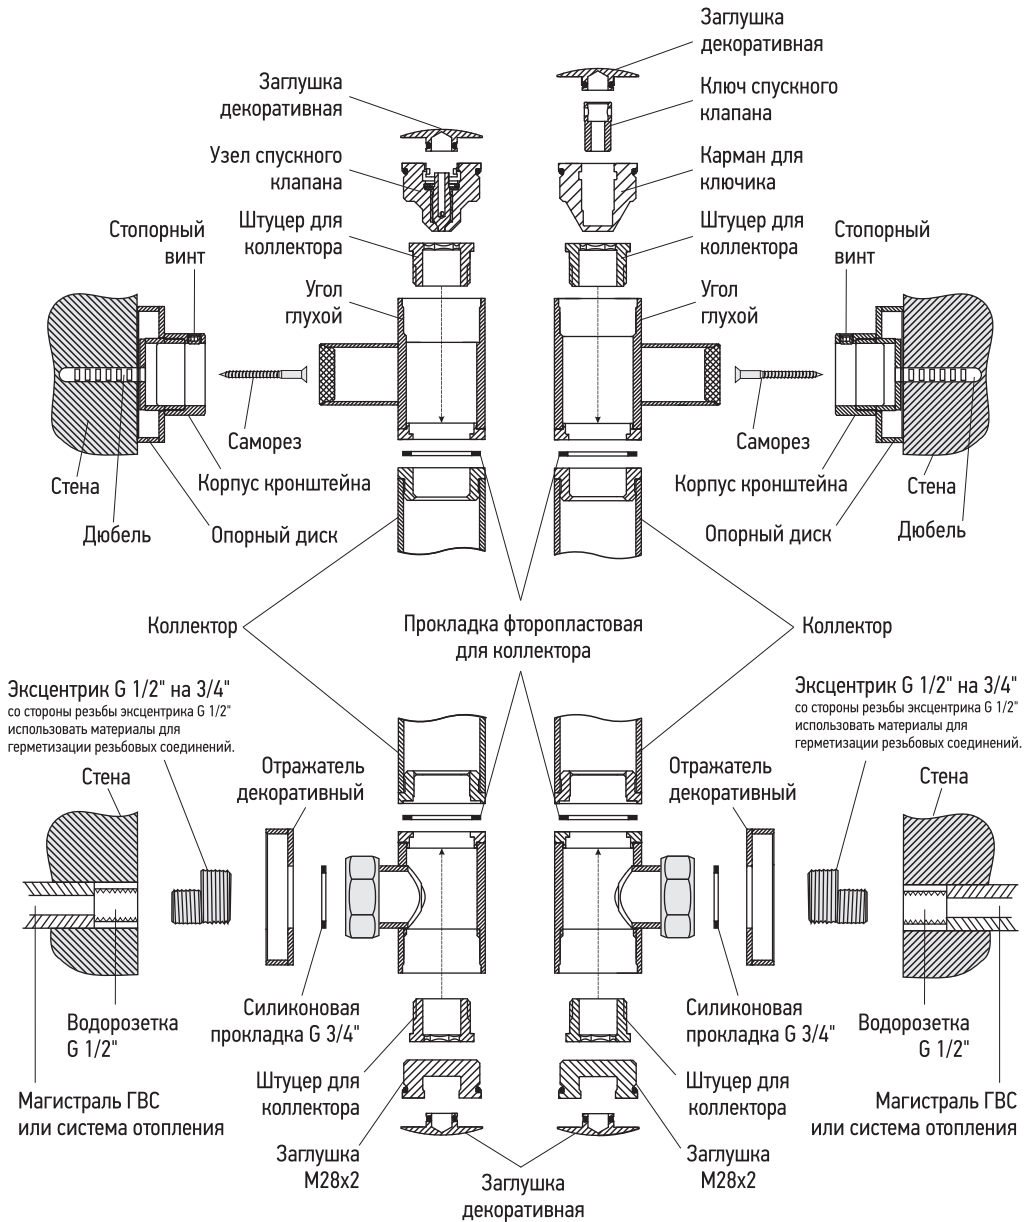 Заглушка
декоративная
Заглушка
декоративная
Ключ спускного
клапана
Узел спускного
клапана
Карман для
ключика
Штуцер для
коллектора
Штуцер для
коллектора
Стопорный
винт
Стопорный
винт
Угол
глухой
Угол
глухой
Саморез
Саморез
Стена
Корпус кронштейна
Корпус кронштейна
Стена
Дюбель
Опорный диск
Опорный диск
Дюбель
Коллектор
Прокладка фторопластовая
для коллектора
Коллектор
Эксцентрик G 1/2" на 3/4"
со стороны резьбы эксцентрика G 1/2"
использовать материалы для
герметизации резьбовых соединений.
Эксцентрик G 1/2" на 3/4"
со стороны резьбы эксцентрика G 1/2"
использовать материалы для
герметизации резьбовых соединений.
Стена
Отражатель
декоративный
Отражатель
декоративный
Стена
Водорозетка
G 1/2"
Силиконовая
прокладка G 3/4"
Силиконовая
прокладка G 3/4"
Водорозетка
G 1/2"
Штуцер для
коллектора
Штуцер для
коллектора
Магистраль ГВС
или система отопления
Магистраль ГВС
или система отопления
Заглушка
М28х2
Заглушка
М28х2
Заглушка
декоративная